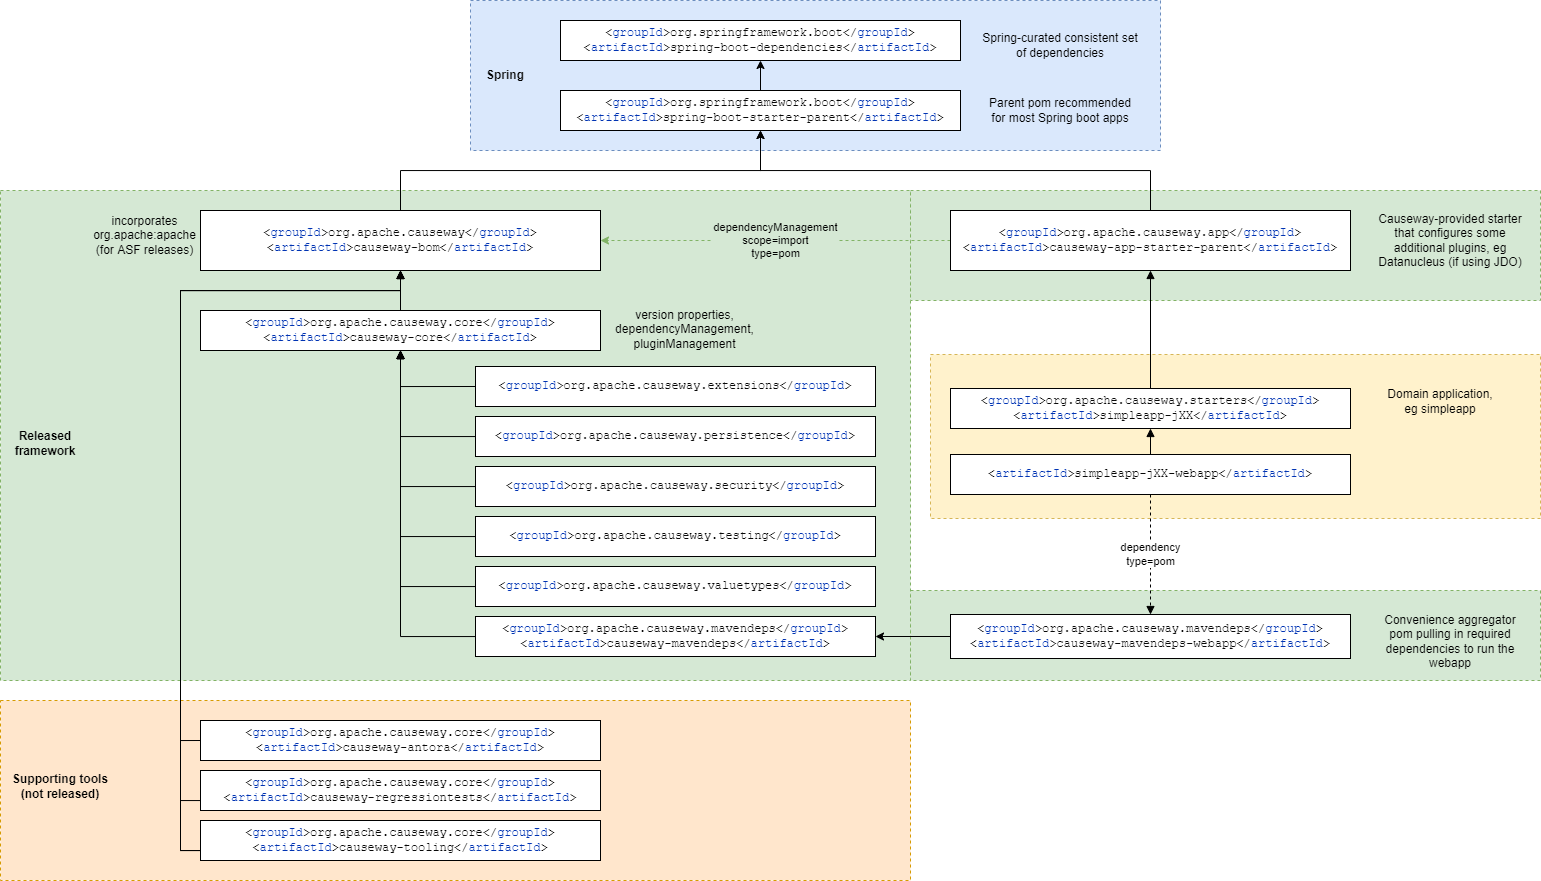 <groupId>org.springframework.boot</groupId>
<artifactId>spring-boot-dependencies</artifactId>
Spring-curated consistent set
of dependencies
Spring
<groupId>org.springframework.boot</groupId>
<artifactId>spring-boot-starter-parent</artifactId>
Parent pom recommended
for most Spring boot apps
incorporates
org.apache:apache
(for ASF releases)
<groupId>org.apache.causeway</groupId>
<artifactId>causeway-bom</artifactId>
dependencyManagement
scope=import
type=pom
<groupId>org.apache.causeway.app</groupId>
<artifactId>causeway-app-starter-parent</artifactId>
Causeway-provided starter
that configures some
additional plugins, eg
Datanucleus (if using JDO)
<groupId>org.apache.causeway.core</groupId>
<artifactId>causeway-core</artifactId>
version properties,
dependencyManagement,
pluginManagement
<groupId>org.apache.causeway.extensions</groupId>
<groupId>org.apache.causeway.persistence</groupId>
<groupId>org.apache.causeway.security</groupId>
<groupId>org.apache.causeway.testing</groupId>
<groupId>org.apache.causeway.valuetypes</groupId>
<groupId>org.apache.causeway.mavendeps</groupId>
<artifactId>causeway-mavendeps</artifactId>
Released
framework
<groupId>org.apache.causeway.starters</groupId>
<artifactId>simpleapp-jXX</artifactId>
Domain application,
eg simpleapp
<artifactId>simpleapp-jXX-webapp</artifactId>
dependency
type=pom
<groupId>org.apache.causeway.mavendeps</groupId>
<artifactId>causeway-mavendeps-webapp</artifactId>
Convenience aggregator
pom pulling in required
dependencies to run the
webapp
Supporting tools
(not released)
<groupId>org.apache.causeway.core</groupId>
<artifactId>causeway-antora</artifactId>
<groupId>org.apache.causeway.core</groupId>
<artifactId>causeway-regressiontests</artifactId>
<groupId>org.apache.causeway.core</groupId>
<artifactId>causeway-tooling</artifactId>